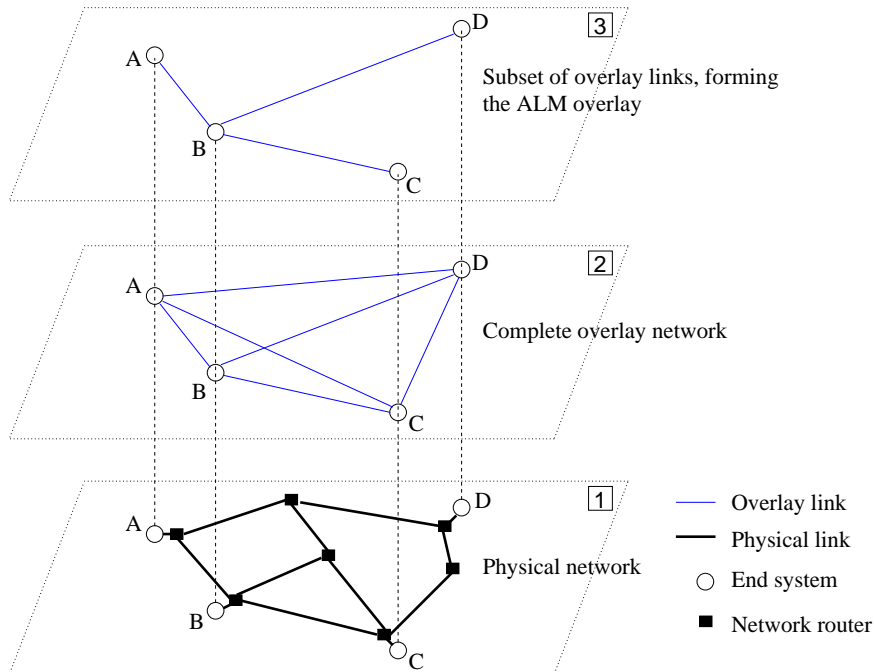 D
3
A
Subset of overlay links, forming
the ALM overlay
B
C
D
2
A
Complete overlay network
B
C
D
1
A
Physical network
B
C
Overlay link
Physical link
End system
Network router